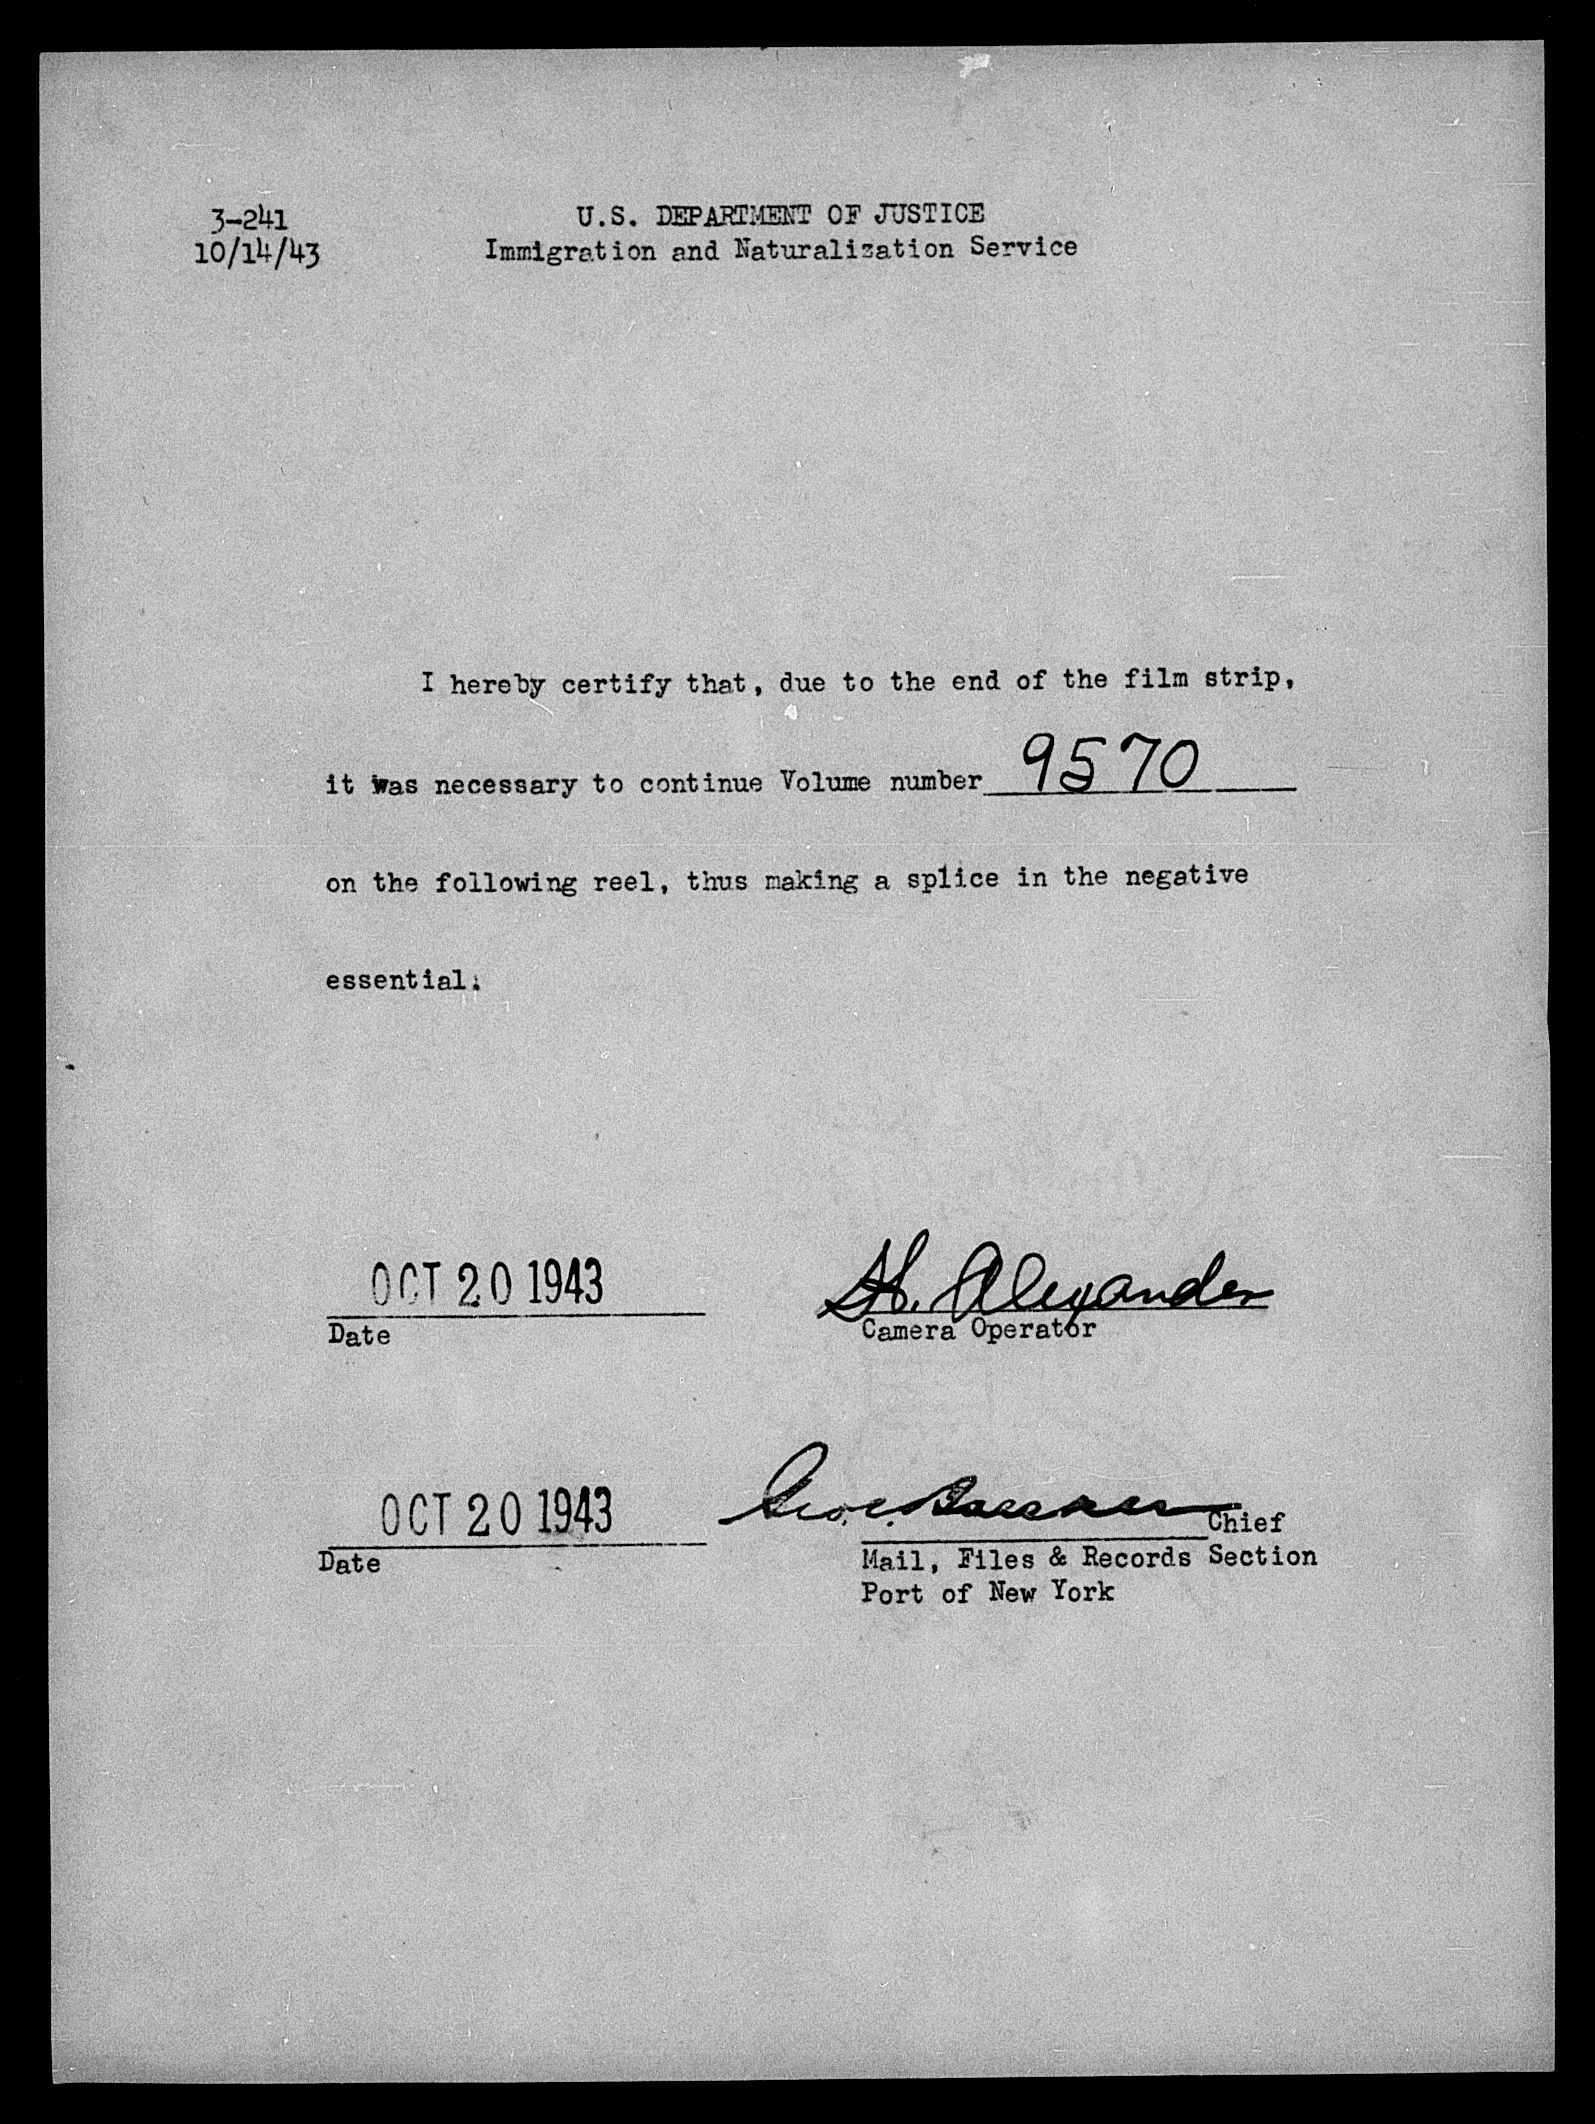 3-241
10/14/43
U.S. DEPARTMENT OF JUSTICE
Immigration and Naturalization Service
I hereby certify that, due to the end of the film strip,
it was necessary to continue Volume number 9570
on the following reel, thus making a splice in the negative
essential.
OCT 20 1943
H. Alexander
Date
Camera Operator
OCT 20 1943
Chief
Date
Mail, Files & Records Section
Port of New York